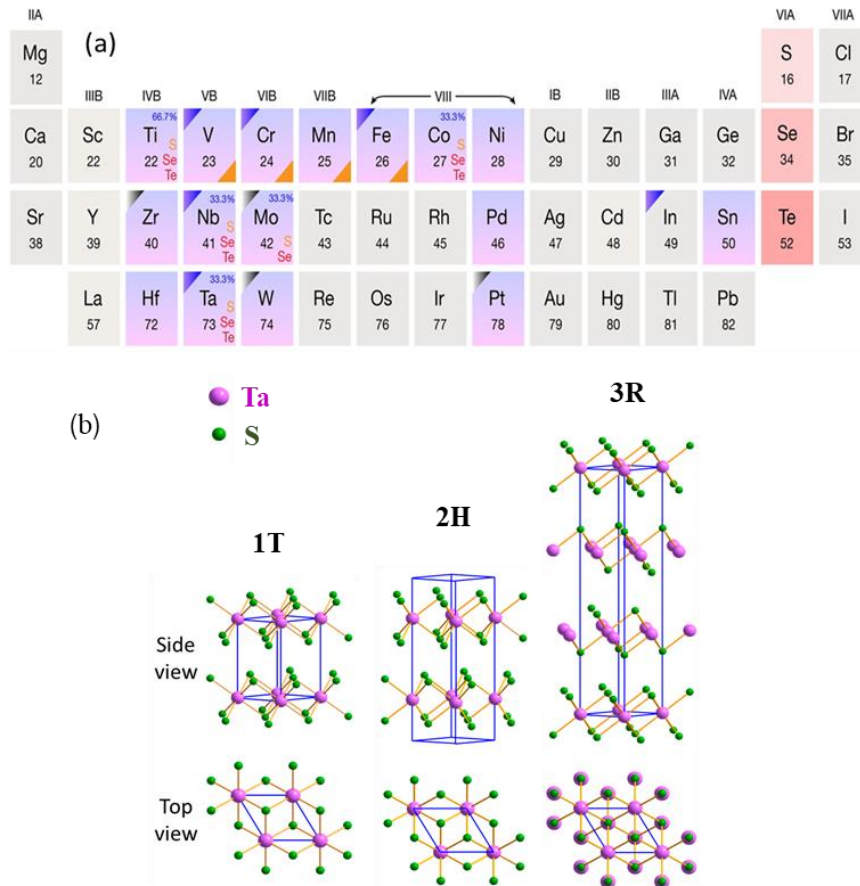 IIA VIA VIIA
(a)
Mg S Cl
12 16 17
IIIB IVB VB VIB VIIB VIII IB IIB IIIA IVA
66.7% 33.3%
Ca Sc Ti V Cr Mn Fe Co Ni Cu Zn Ga Ge Se Br
S S
20 22 22 Se 23 24 25 26 27 Se 28 29 30 31 32 34 35
Te Te
33.3% 33.3%
Sr Y Zr Nb Mo Tc Ru Rh Pd Ag Cd In Sn Te I
S S
38 39 40 41 Se 42 Se 43 44 45 46 47 48 49 50 52 53
Te
33.3%
La Hf Ta W Re Os Ir Pt Au Hg Tl Pb
S
57 72 73 Se 74 75 76 77 78 79 80 81 82
Te
(b)
Ta
S
1T
2H
3R
Side
view
Top
view